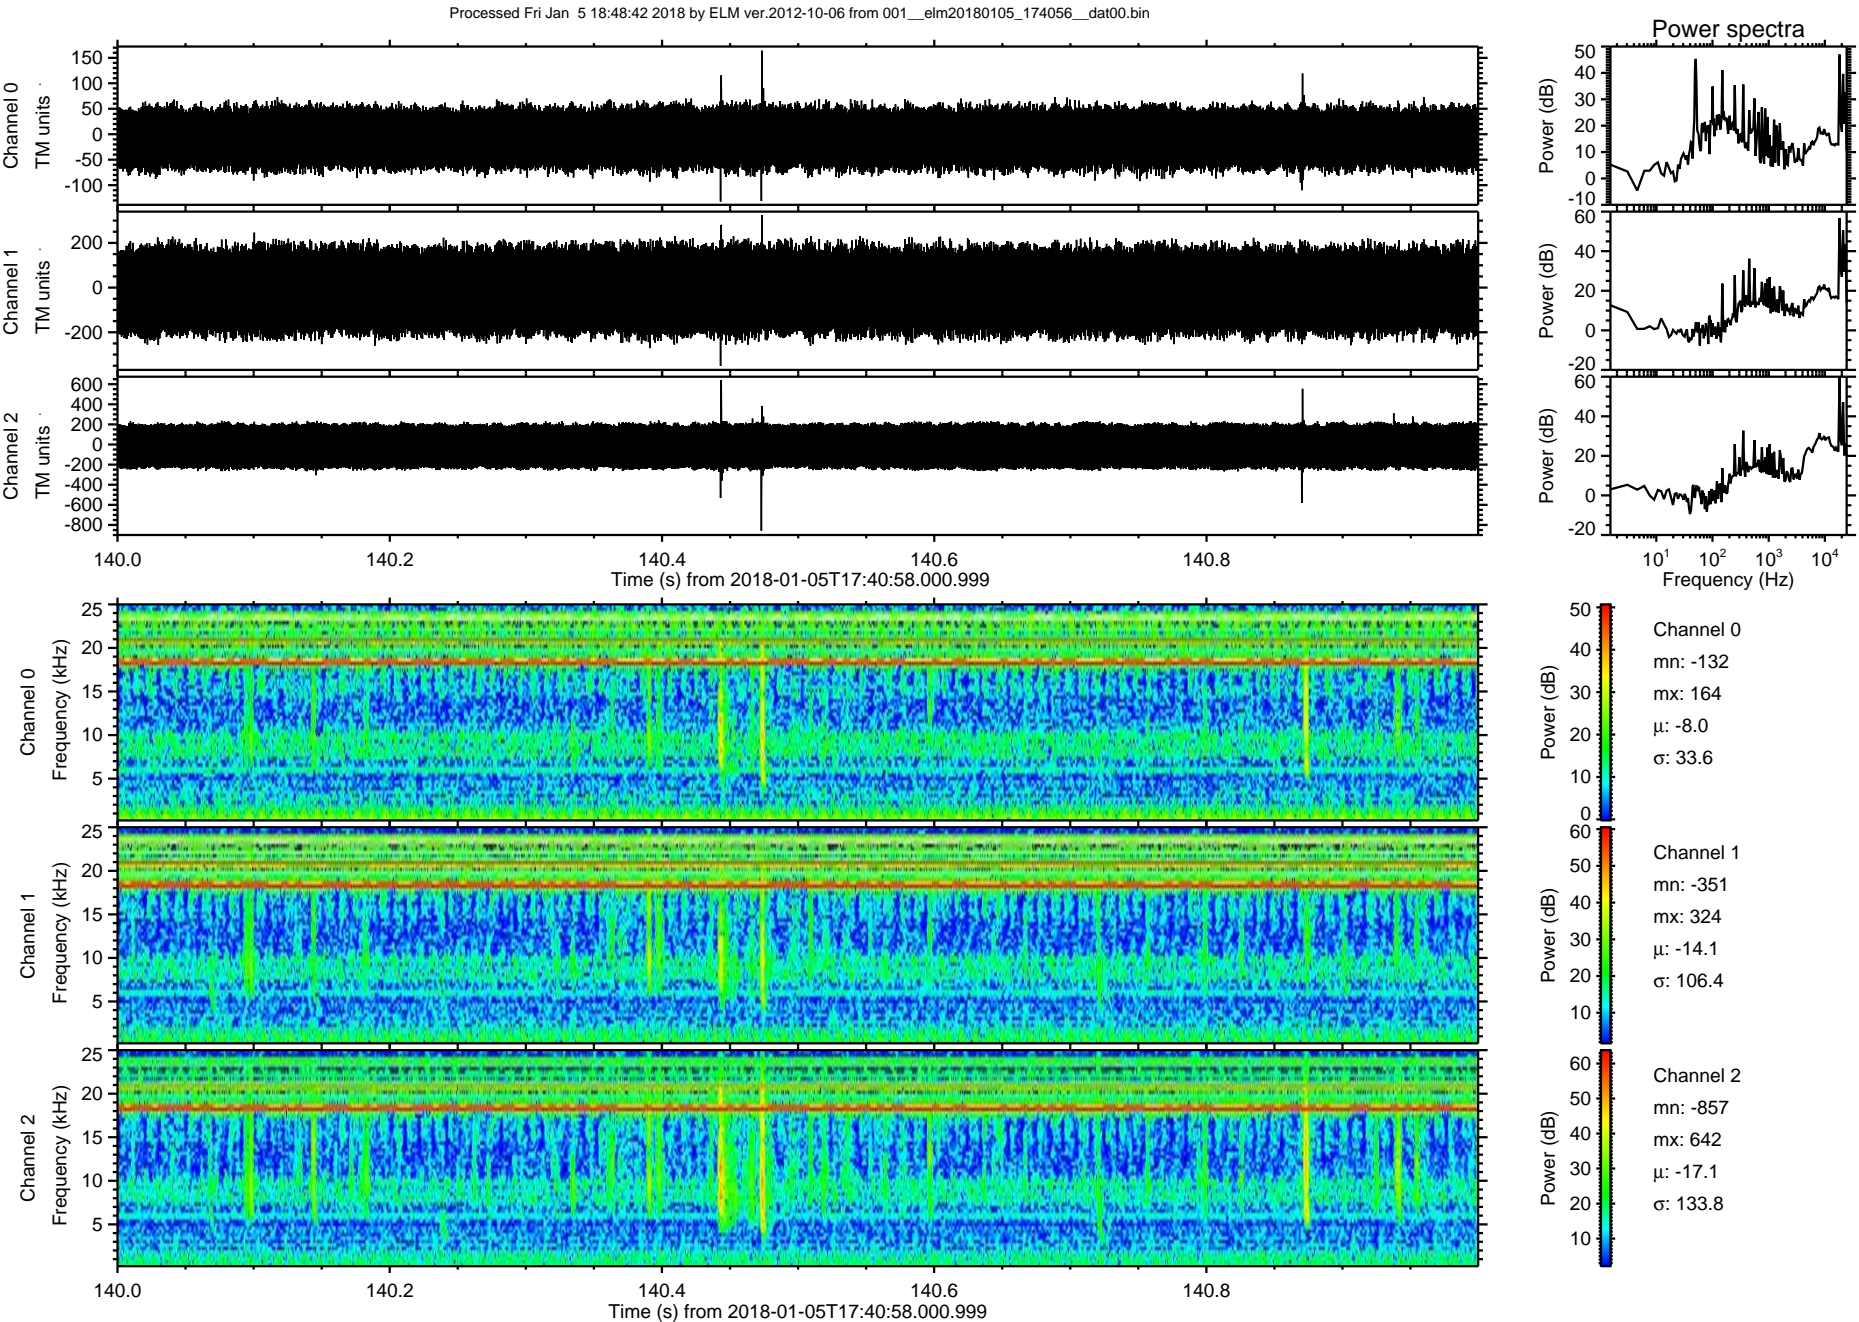 Processed Fri Jan  5 18:48:42 2018 by ELM ver.2012-10-06 from 001__elm20180105_174056__dat00.bin
Power spectra
Channel 0
TM units
150
100
50
0
-50
-100
Power (dB)
50
40
30
20
10
0
-10
Channel 1
TM units
200
0
-200
Power (dB)
60
40
20
0
-20
Channel 2
TM units
600
400
200
0
-200
-400
-600
-800
Power (dB)
60
40
20
0
-20
140.0 140.2 140.4 140.6 140.8
Time (s) from 2018-01-05T17:40:58.000.999
10¹ 10² 10³ 10⁴
Frequency (Hz)
Channel 0
Frequency (kHz)
25
20
15
10
5
Power (dB)
50
40
30
20
10
0
Channel 0
mn: -132
mx: 164
μ: -8.0
σ: 33.6
Channel 1
Frequency (kHz)
25
20
15
10
5
Power (dB)
60
50
40
30
20
10
Channel 1
mn: -351
mx: 324
μ: -14.1
σ: 106.4
Channel 2
Frequency (kHz)
25
20
15
10
5
Power (dB)
60
50
40
30
20
10
Channel 2
mn: -857
mx: 642
μ: -17.1
σ: 133.8
140.0 140.2 140.4 140.6 140.8
Time (s) from 2018-01-05T17:40:58.000.999